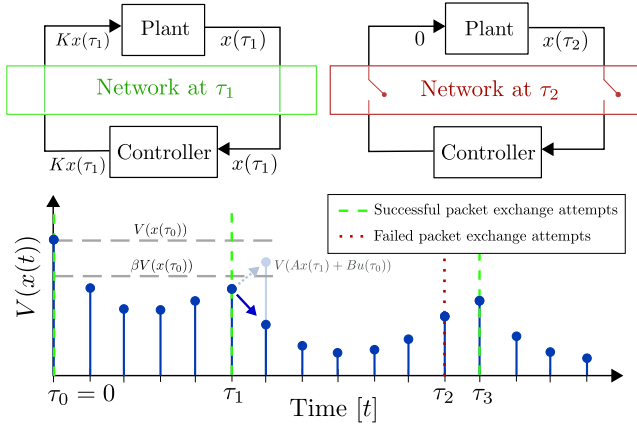 Plant
Kx(τ₁)
x(τ₁)
Network at τ₁
Controller
Kx(τ₁)
x(τ₁)
Plant
0
x(τ₂)
Network at τ₂
Controller
Successful packet exchange attempts
Failed packet exchange attempts
V(x(t))
V(x(τ₀))
βV(x(τ₀))
V(Ax(τ₁) + Bu(τ₀))
τ₀ = 0
τ₁
τ₂
τ₃
Time [t]